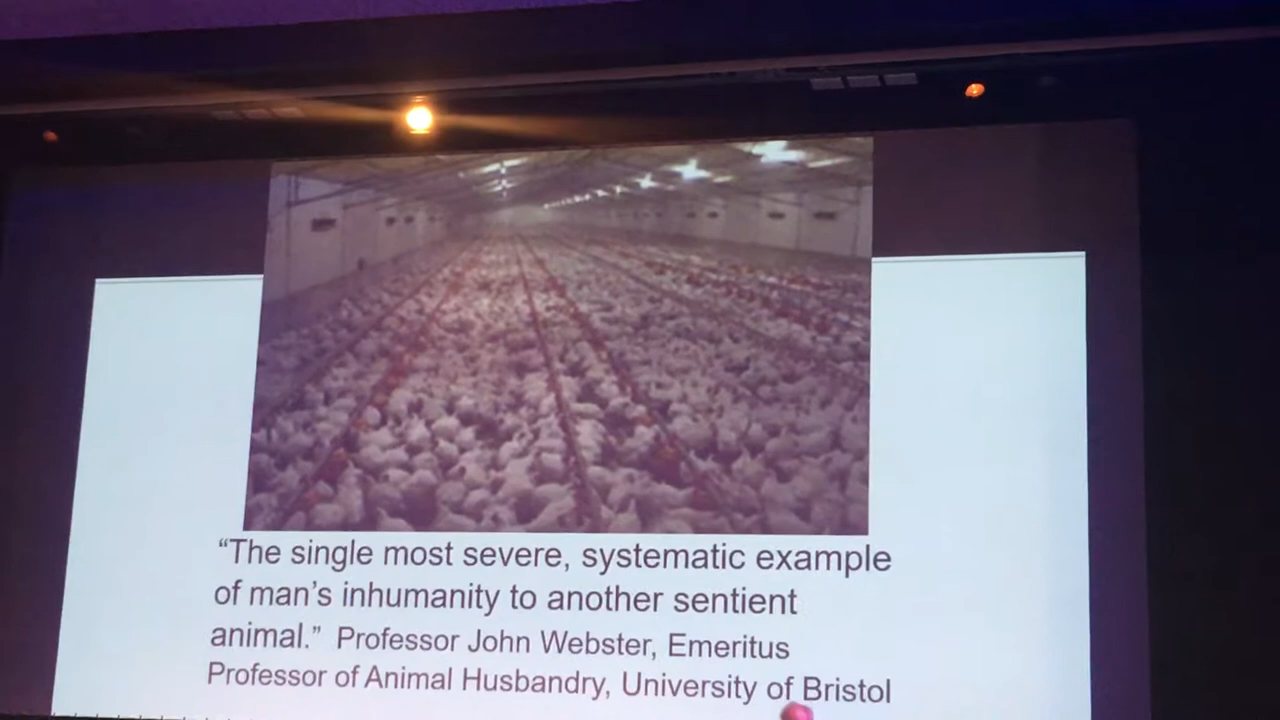 “The single most severe, systematic example
of man’s inhumanity to another sentient
animal.” Professor John Webster, Emeritus
Professor of Animal Husbandry, University of Bristol